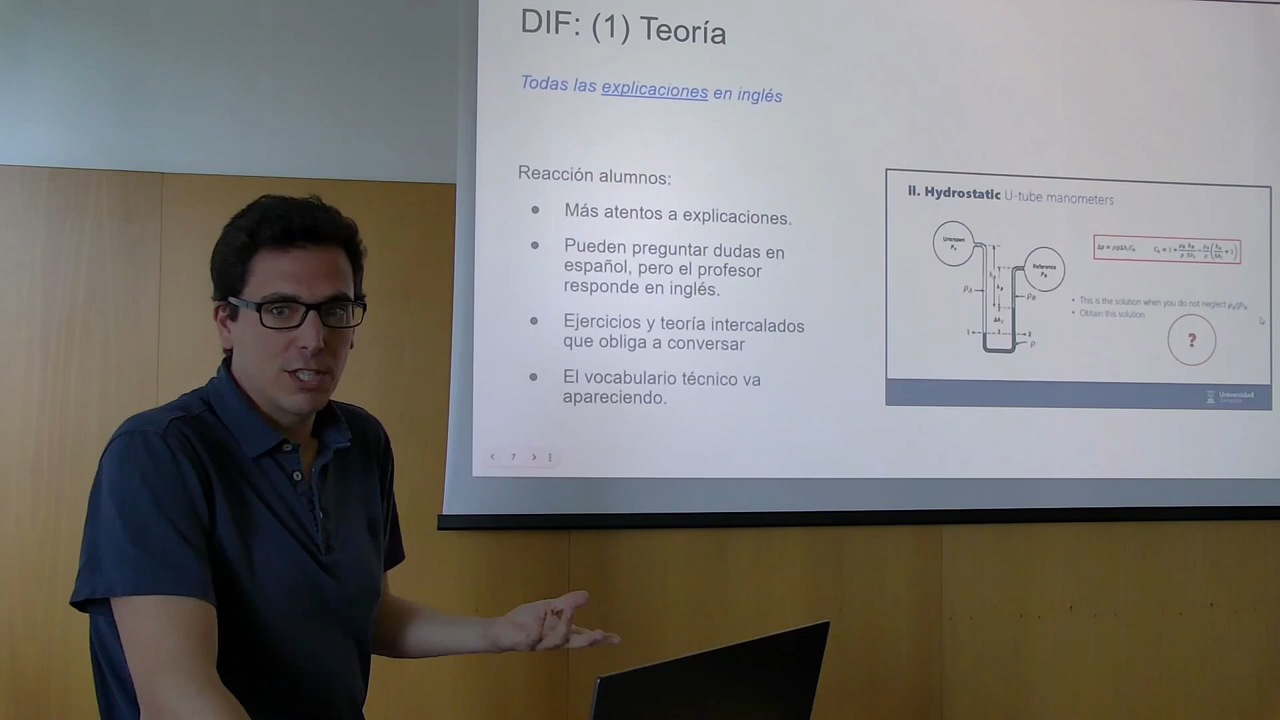 DIF: (1) Teoría
Todas las explicaciones en inglés
Reacción alumnos:
Más atentos a explicaciones.
Pueden preguntar dudas en
español, pero el profesor
responde en inglés.
Ejercicios y teoría intercalados
que obliga a conversar
El vocabulario técnico va
apareciendo.
7
II. Hydrostatic U-tube manometers
Unknown
Reference
This is the solution when you do not neglect
Obtain this solution
?
Universidad